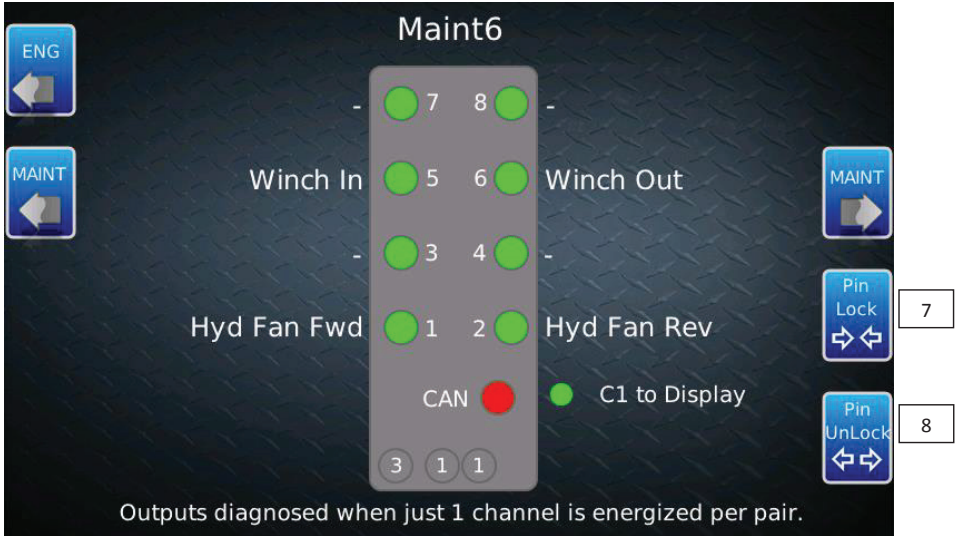 Maint6
ENG
- 7 8 -
MAINT
Winch In 5 6 Winch Out
MAINT
- 3 4 -
Pin
Lock
7
Hyd Fan Fwd 1 2 Hyd Fan Rev
CAN
C1 to Display
Pin
UnLock
8
3 1 1
Outputs diagnosed when just 1 channel is energized per pair.